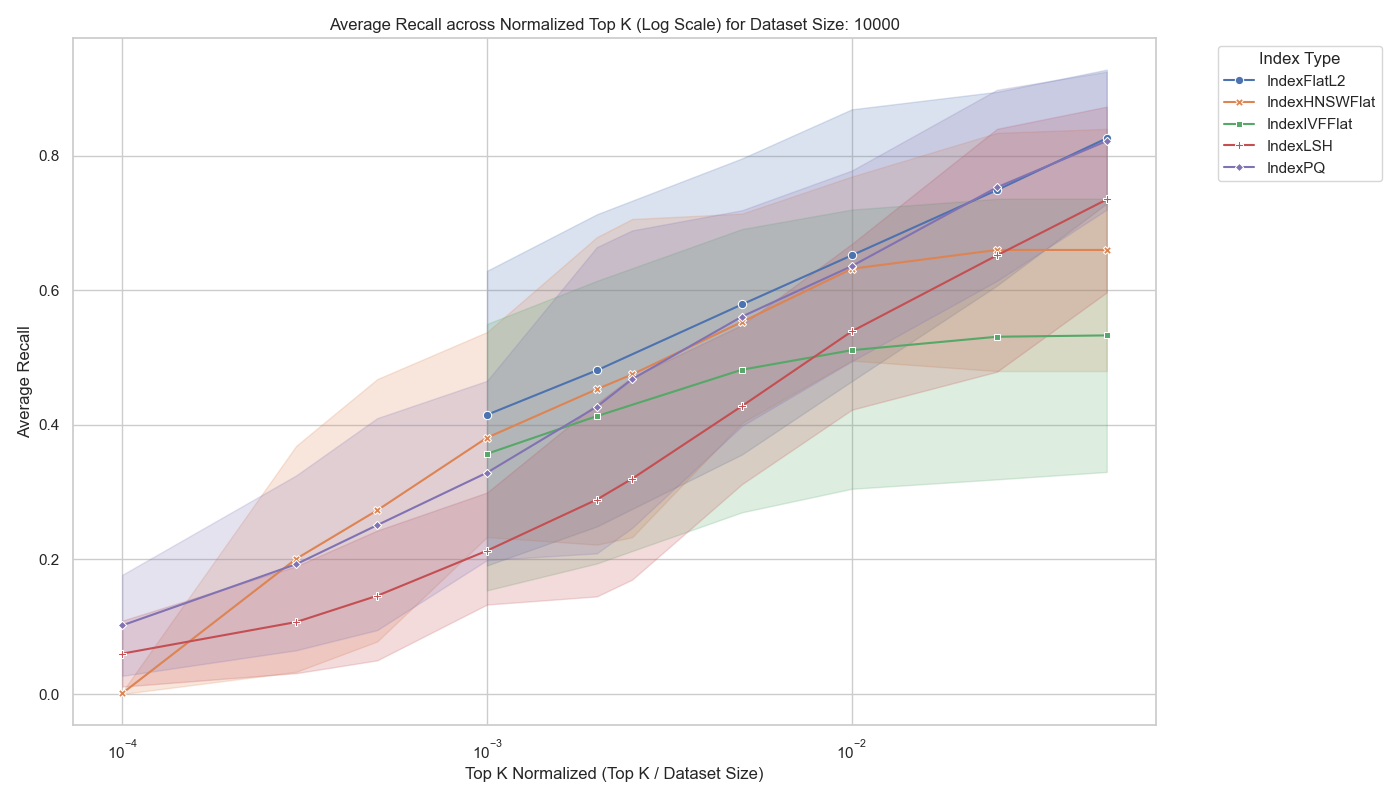 Average Recall across Normalized Top K (Log Scale) for Dataset Size: 10000
Index Type
IndexFlatL2
IndexHNSWFlat
IndexIVFFlat
IndexLSH
IndexPQ
Average Recall
0.8
0.6
0.4
0.2
0.0
10⁻⁴
10⁻³
10⁻²
Top K Normalized (Top K / Dataset Size)